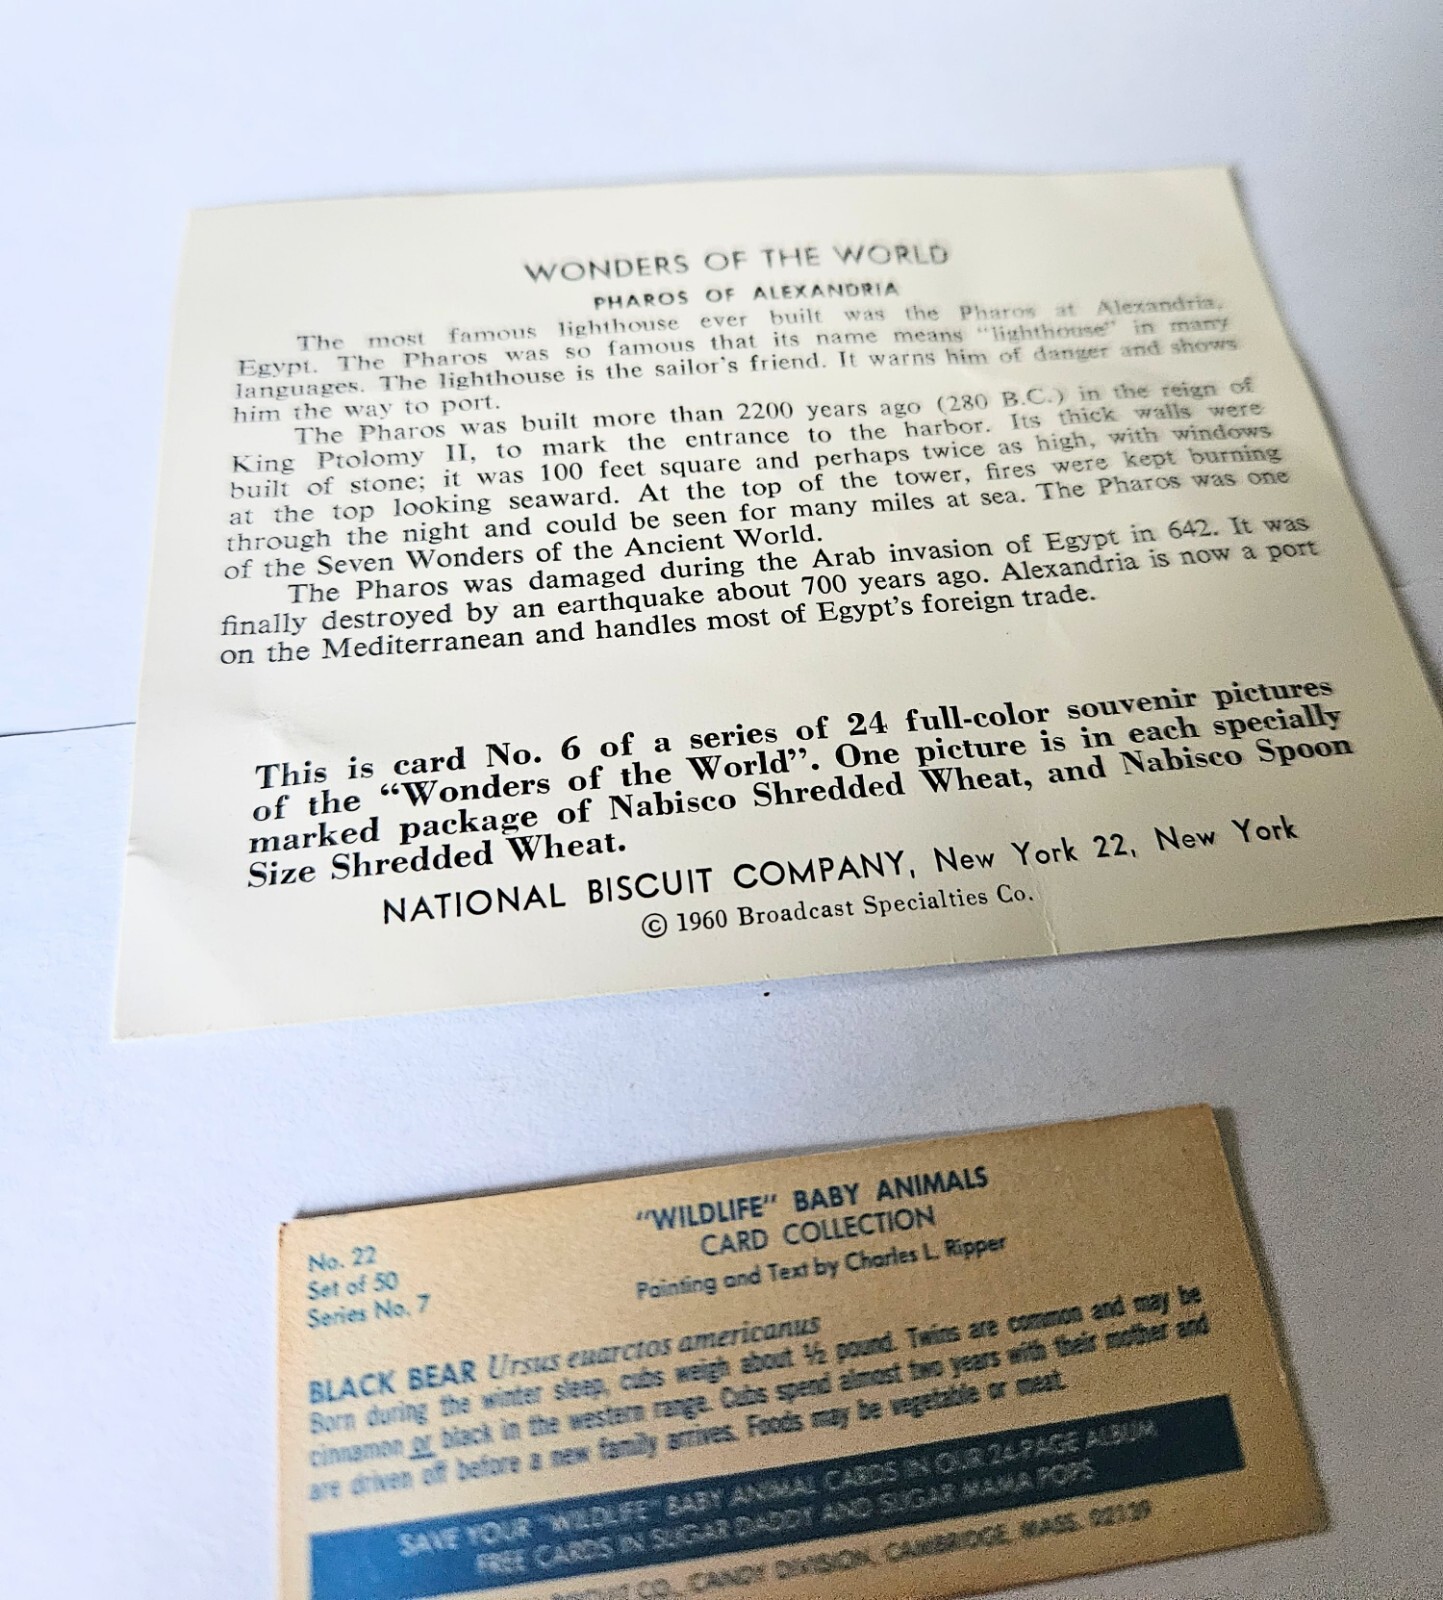 WONDERS OF THE WORLD
PHAROS OF ALEXANDRIA
The most famous lighthouse ever built was the Pharos at Alexandria,
Egypt. The Pharos was so famous that its name means "lighthouse" in many
languages. The lighthouse is the sailor's friend. It warns him of danger and shows
him the way to port.
The Pharos was built more than 2200 years ago (280 B.C.) in the reign of
King Ptolomy II, to mark the entrance to the harbor. Its thick walls were
built of stone; it was 100 feet square and perhaps twice as high, with windows
at the top looking seaward. At the top of the tower, fires were kept burning
through the night and could be seen for many miles at sea. The Pharos was one
of the Seven Wonders of the Ancient World.
The Pharos was damaged during the Arab invasion of Egypt in 642. It was
finally destroyed by an earthquake about 700 years ago. Alexandria is now a port
on the Mediterranean and handles most of Egypt's foreign trade.
This is card No. 6 of a series of 24 full-color souvenir pictures
of the "Wonders of the World". One picture is in each specially
marked package of Nabisco Shredded Wheat, and Nabisco Spoon
Size Shredded Wheat.
NATIONAL BISCUIT COMPANY, New York 22, New York
© 1960 Broadcast Specialties Co.
No. 22
Set of 50
Series No. 7
"WILDLIFE" BABY ANIMALS
CARD COLLECTION
Painting and Text by Charles L. Ripper
BLACK BEAR Ursus euarctos americanus
Born during the winter sleep, cubs weigh about ½ pound. Twins are common and may be
cinnamon or black in the western range. Cubs spend almost two years with their mother and
are driven off before a new family arrives. Foods may be vegetable or meat.
SAVE YOUR "WILDLIFE" BABY ANIMAL CARDS IN OUR 24-PAGE ALBUM
FREE CARDS IN SUGAR DADDY AND SUGAR MAMA POPS
BISCUIT CO., CANDY DIVISION, CAMBRIDGE, MASS. 02139